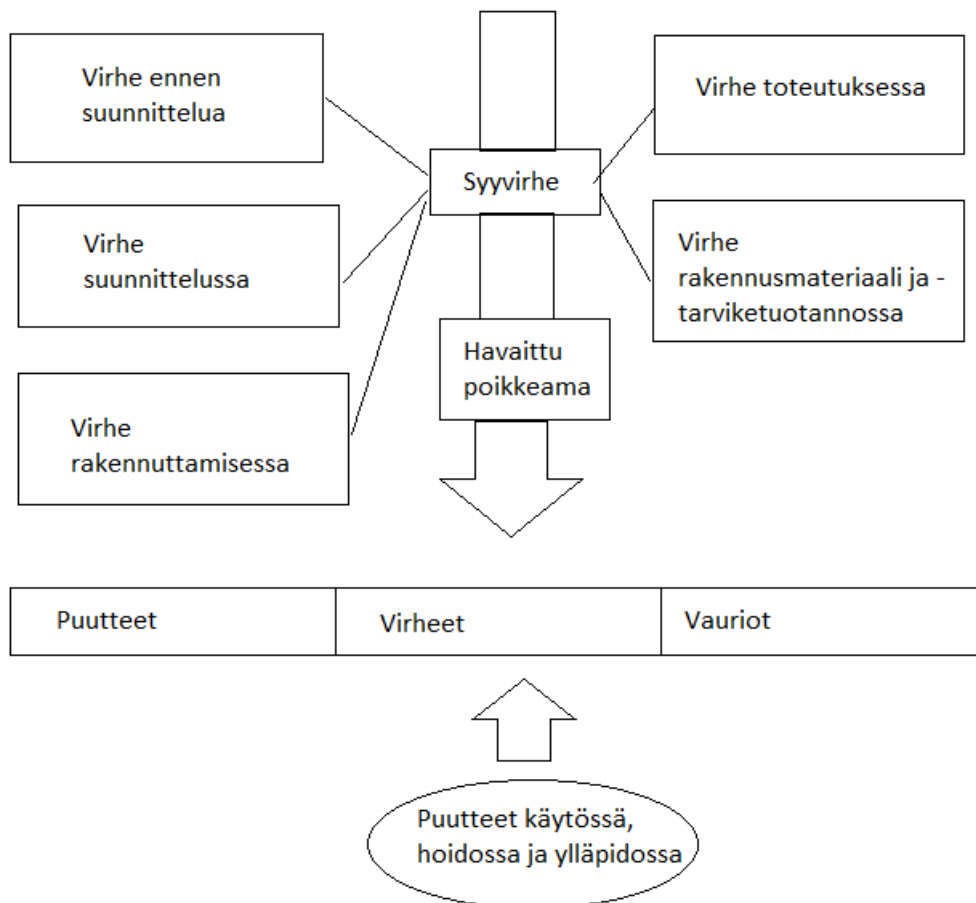 Virhe ennen
suunnittelua
Virhe toteutuksessa
Syyvirhe
Virhe
suunnittelussa
Virhe
rakennusmateriaali ja -
tarviketuotannossa
Havaittu
poikkeama
Virhe
rakennuttamisessa
Puutteet
Virheet
Vauriot
Puutteet käytössä,
hoidossa ja ylläpidossa